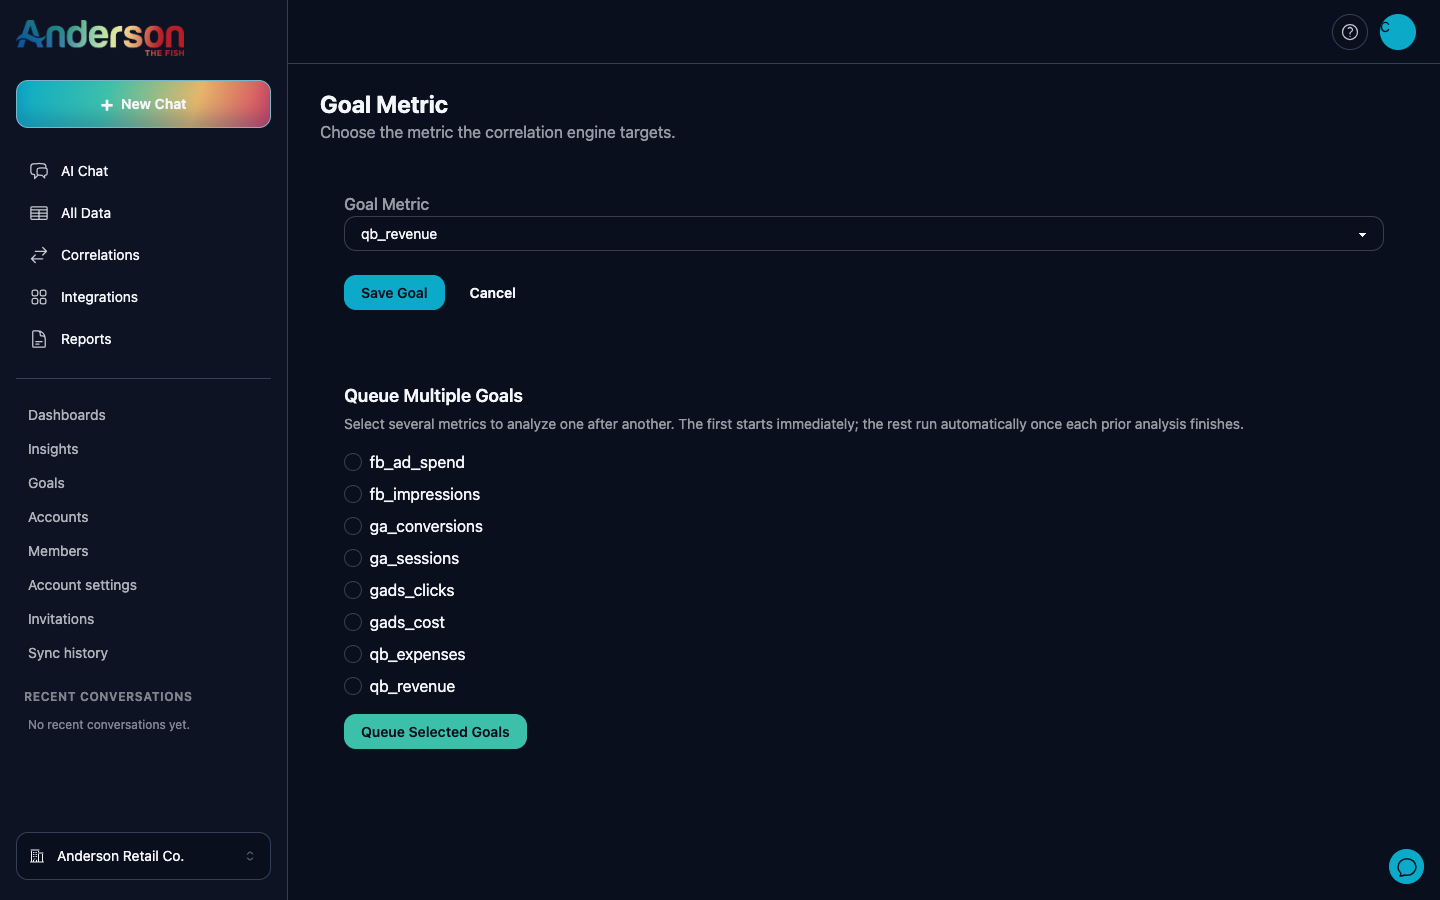 Anderson
THE FISH
+ New Chat
AI Chat
All Data
Correlations
Integrations
Reports
Dashboards
Insights
Goals
Accounts
Members
Account settings
Invitations
Sync history
RECENT CONVERSATIONS
No recent conversations yet.
Anderson Retail Co.
C
Goal Metric
Choose the metric the correlation engine targets.
Goal Metric
qb_revenue
Save Goal
Cancel
Queue Multiple Goals
Select several metrics to analyze one after another. The first starts immediately; the rest run automatically once each prior analysis finishes.
fb_ad_spend
fb_impressions
ga_conversions
ga_sessions
gads_clicks
gads_cost
qb_expenses
qb_revenue
Queue Selected Goals